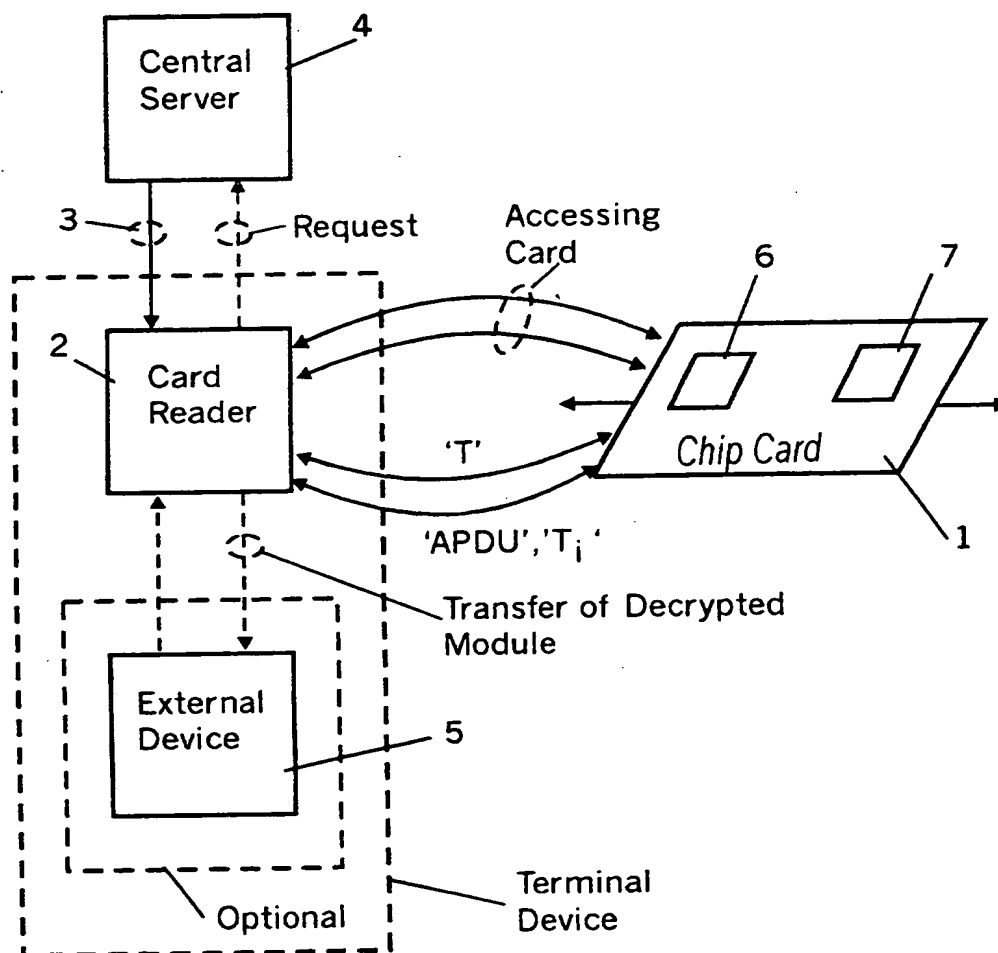 4
Central
Server
3
Request
Accessing
Card
6
7
2
Card
Reader
'T'
Chip Card
'APDU','Ti'
1
Transfer of Decrypted
Module
External
Device
5
Terminal
Device
Optional